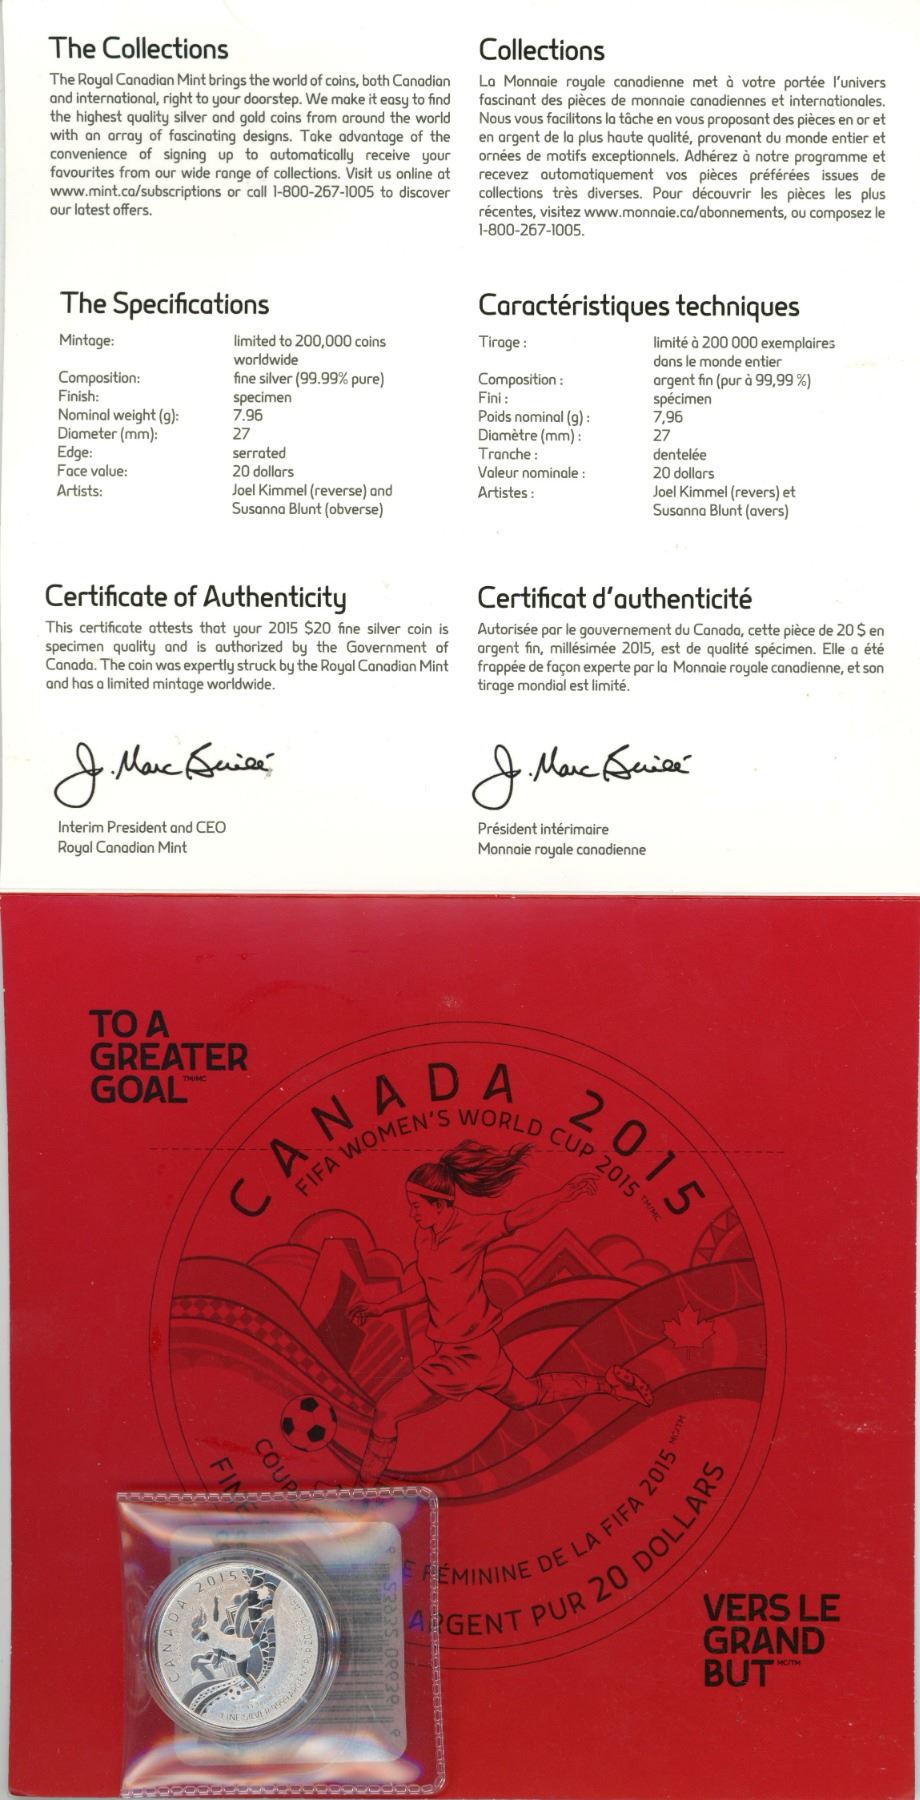 The Collections
The Royal Canadian Mint brings the world of coins, both Canadian
and international, right to your doorstep. We make it easy to find
the highest quality silver and gold coins from around the world
with an array of fascinating designs. Take advantage of the
convenience of signing up to automatically receive your
favourites from our wide range of collections. Visit us online at
www.mint.ca/subscriptions or call 1-800-267-1005 to discover
our latest offers.
Collections
La Monnaie royale canadienne met à votre portée l'univers
fascinant des pièces de monnaie canadiennes et internationales.
Nous vous facilitons la tâche en vous proposant des pièces en or et
en argent de la plus haute qualité, provenant du monde entier et
ornées de motifs exceptionnels. Adhérez à notre programme et
recevez automatiquement vos pièces préférées issues de
collections très diverses. Pour découvrir les pièces les plus
récentes, visitez www.monnaie.ca/abonnements, ou composez le
1-800-267-1005.
The Specifications
Mintage: limited to 200,000 coins
worldwide
Composition: fine silver (99.99% pure)
Finish: specimen
Nominal weight (g): 7.96
Diameter (mm): 27
Edge: serrated
Face value: 20 dollars
Artists: Joel Kimmel (reverse) and
Susanna Blunt (obverse)
Caractéristiques techniques
Tirage : limité à 200 000 exemplaires
dans le monde entier
Composition : argent fin (pur à 99,99 %)
Fini : spécimen
Poids nominal (g) : 7,96
Diamètre (mm) : 27
Tranche : dentelée
Valeur nominale : 20 dollars
Artistes : Joel Kimmel (revers) et
Susanna Blunt (avers)
Certificate of Authenticity
This certificate attests that your 2015 $20 fine silver coin is
specimen quality and is authorized by the Government of
Canada. The coin was expertly struck by the Royal Canadian Mint
and has a limited mintage worldwide.
Interim President and CEO
Royal Canadian Mint
Certificat d'authenticité
Autorisée par le gouvernement du Canada, cette pièce de 20 $ en
argent fin, millésimée 2015, est de qualité spécimen. Elle a été
frappée de façon experte par la Monnaie royale canadienne, et son
tirage mondial est limité.
Président intérimaire
Monnaie royale canadienne
TO A
GREATER
GOAL TM/MC
CANADA 2015
FIFA WOMEN'S WORLD CUP 2015 TM/MC
COUP
E FÉMININE DE LA FIFA 2015 MC/TM
FINE
ARGENT PUR 20 DOLLARS
VERS LE
GRAND
BUT MC/TM
CANADA 2015
FINE SILVER